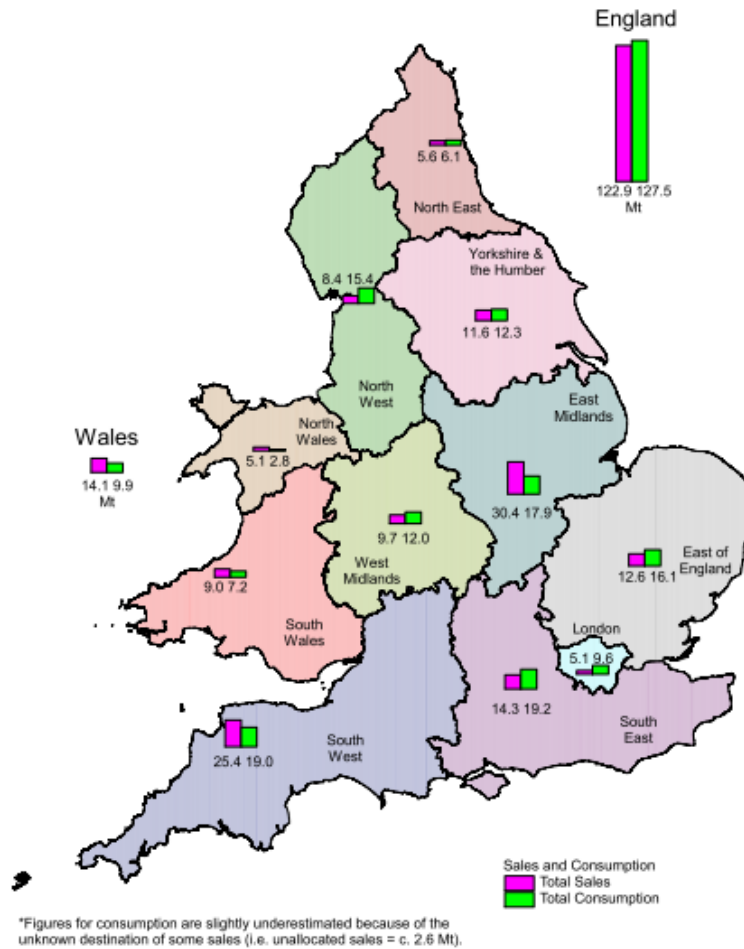 England
122.9 127.5
Mt
5.6 6.1
North East
Yorkshire &
the Humber
8.4 15.4
11.6 12.3
North
West
East
Midlands
North
Wales
5.1 2.8
Wales
14.1 9.9
Mt
30.4 17.9
9.7 12.0
West
Midlands
East of
England
12.6 16.1
9.0 7.2
South
Wales
London
5.1 9.6
14.3 19.2
South
East
South
West
25.4 19.0
Sales and Consumption
Total Sales
Total Consumption
*Figures for consumption are slightly underestimated because of the
unknown destination of some sales (i.e. unallocated sales = c. 2.6 Mt).